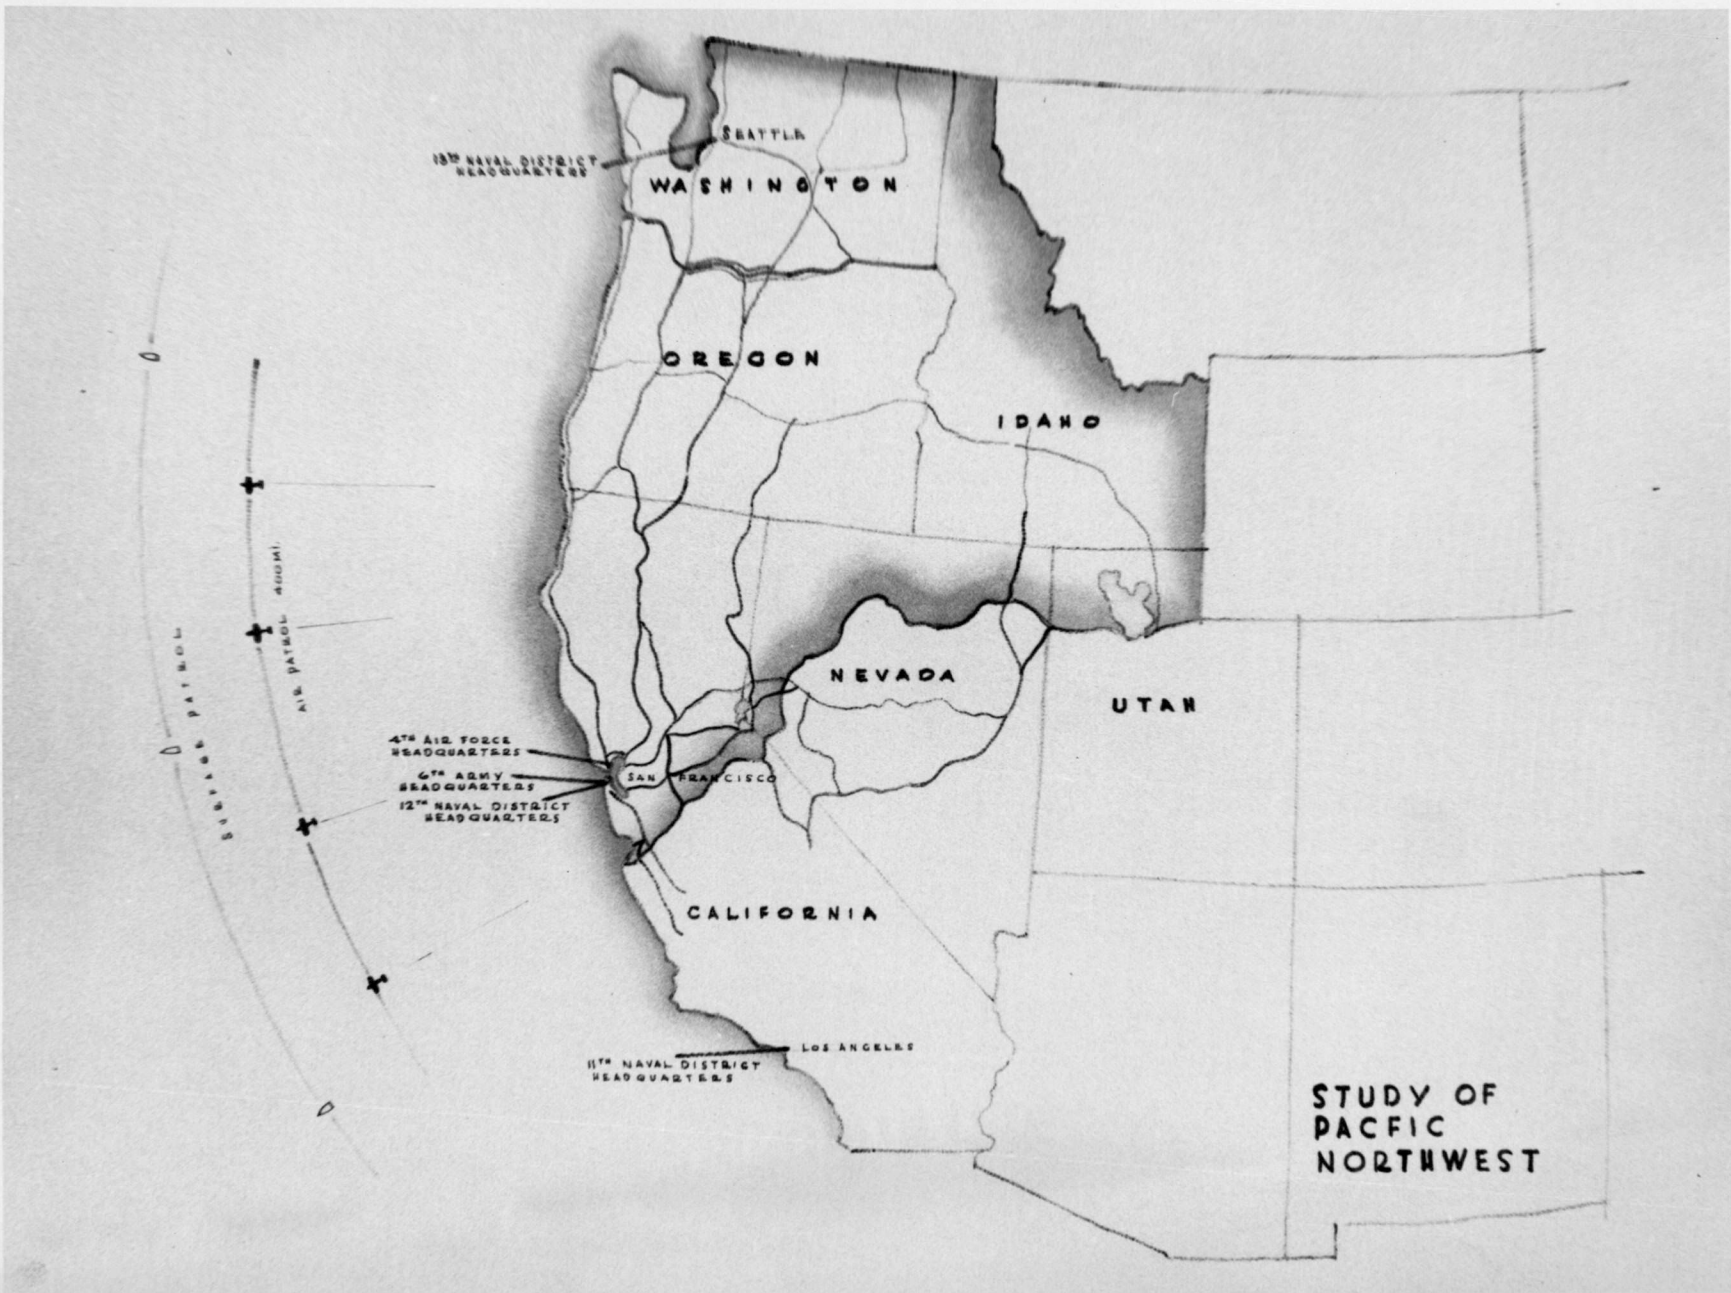 SEATTLE
13TH NAVAL DISTRICT
HEADQUARTERS
WASHINGTON
OREGON
IDAHO
AIR PATROL 400MI.
SURFACE PATROL
NEVADA
UTAH
4TH AIR FORCE
HEADQUARTERS
6TH ARMY
HEADQUARTERS
12TH NAVAL DISTRICT
HEADQUARTERS
SAN FRANCISCO
CALIFORNIA
LOS ANGELES
11TH NAVAL DISTRICT
HEADQUARTERS
STUDY OF
PACFIC
NORTHWEST